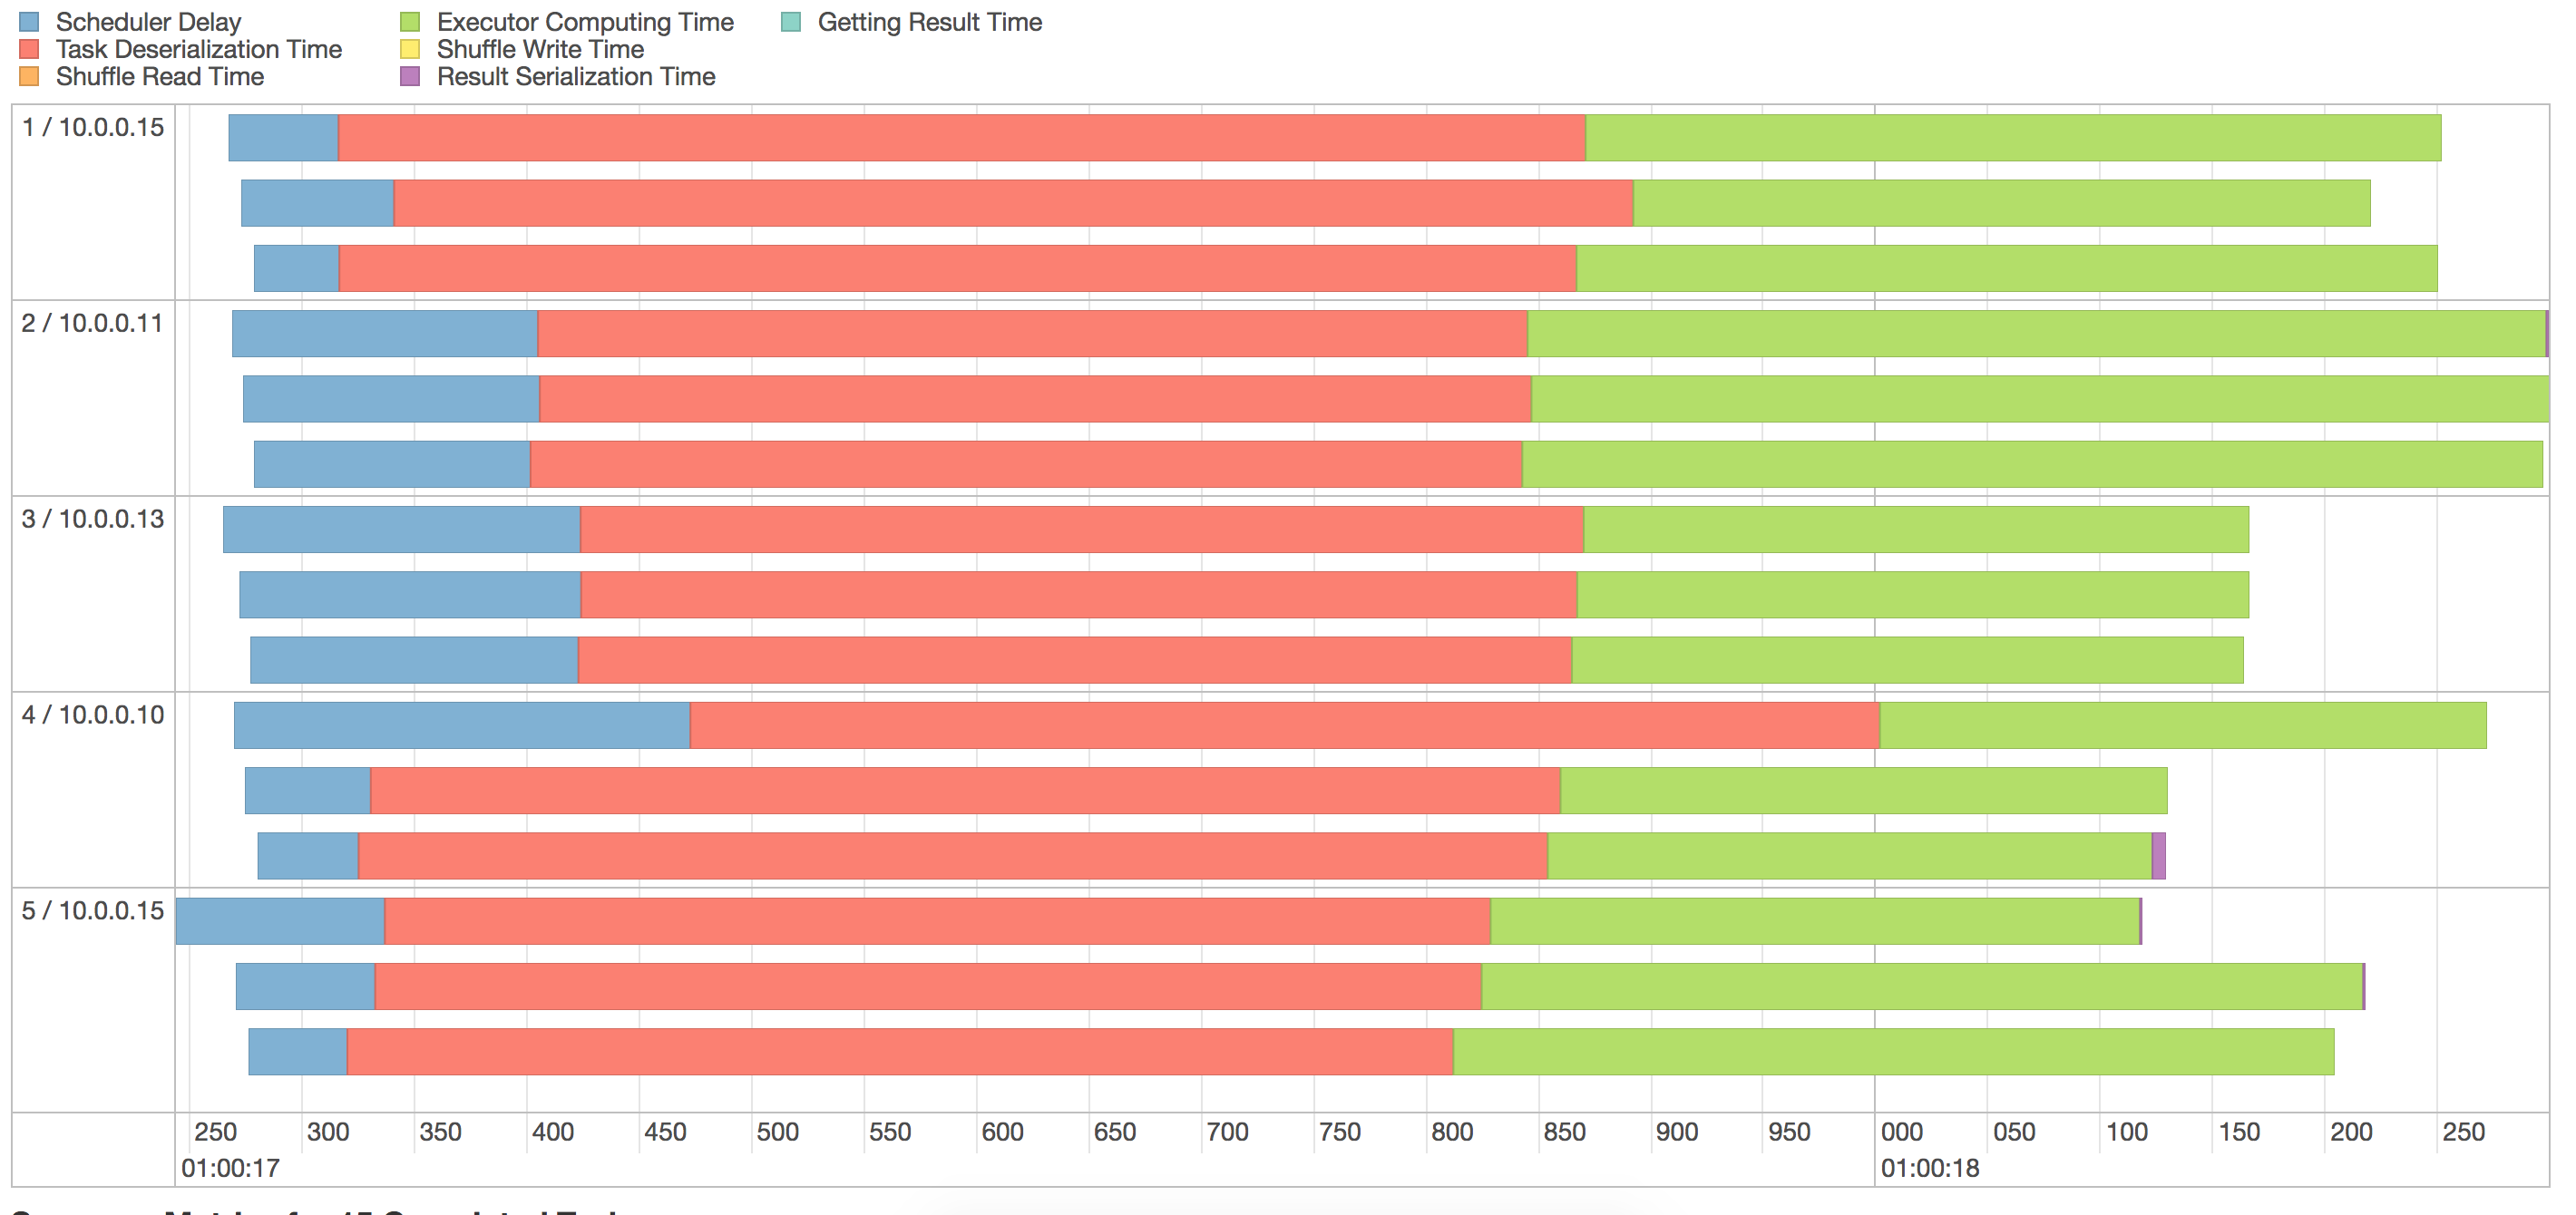 Scheduler Delay
Task Deserialization Time
Shuffle Read Time
Executor Computing Time
Shuffle Write Time
Result Serialization Time
Getting Result Time
1 / 10.0.0.15
2 / 10.0.0.11
3 / 10.0.0.13
4 / 10.0.0.10
5 / 10.0.0.15
250 300 350 400 450 500 550 600 650 700 750 800 850 900 950 000 050 100 150 200 250
01:00:17 01:00:18